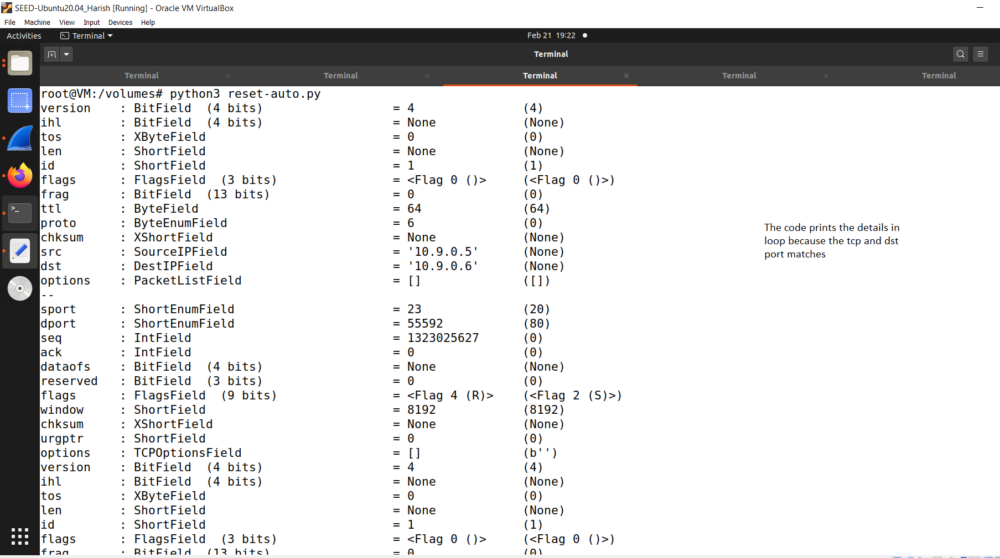 SEED-Ubuntu20.04_Harish [Running] - Oracle VM VirtualBox
File Machine View Input Devices Help
Activities Terminal Feb 21 19:22
Terminal
Terminal Terminal Terminal Terminal Terminal
root@VM:/volumes# python3 reset-auto.py
version : BitField (4 bits) = 4 (4)
ihl : BitField (4 bits) = None (None)
tos : XByteField = 0 (0)
len : ShortField = None (None)
id : ShortField = 1 (1)
flags : FlagsField (3 bits) = <Flag 0 ()> (<Flag 0 ()>)
frag : BitField (13 bits) = 0 (0)
ttl : ByteField = 64 (64)
proto : ByteEnumField = 6 (0)
chksum : XShortField = None (None)
src : SourceIPField = '10.9.0.5' (None)
dst : DestIPField = '10.9.0.6' (None)
options : PacketListField = [] ([])
--
sport : ShortEnumField = 23 (20)
dport : ShortEnumField = 55592 (80)
seq : IntField = 1323025627 (0)
ack : IntField = 0 (0)
dataofs : BitField (4 bits) = None (None)
reserved : BitField (3 bits) = 0 (0)
flags : FlagsField (9 bits) = <Flag 4 (R)> (<Flag 2 (S)>)
window : ShortField = 8192 (8192)
chksum : XShortField = None (None)
urgptr : ShortField = 0 (0)
options : TCPOptionsField = [] (b'')
version : BitField (4 bits) = 4 (4)
ihl : BitField (4 bits) = None (None)
tos : XByteField = 0 (0)
len : ShortField = None (None)
id : ShortField = 1 (1)
flags : FlagsField (3 bits) = <Flag 0 ()> (<Flag 0 ()>)
frag : BitField (13 bits) = 0 (0)
The code prints the details in
loop because the tcp and dst
port matches